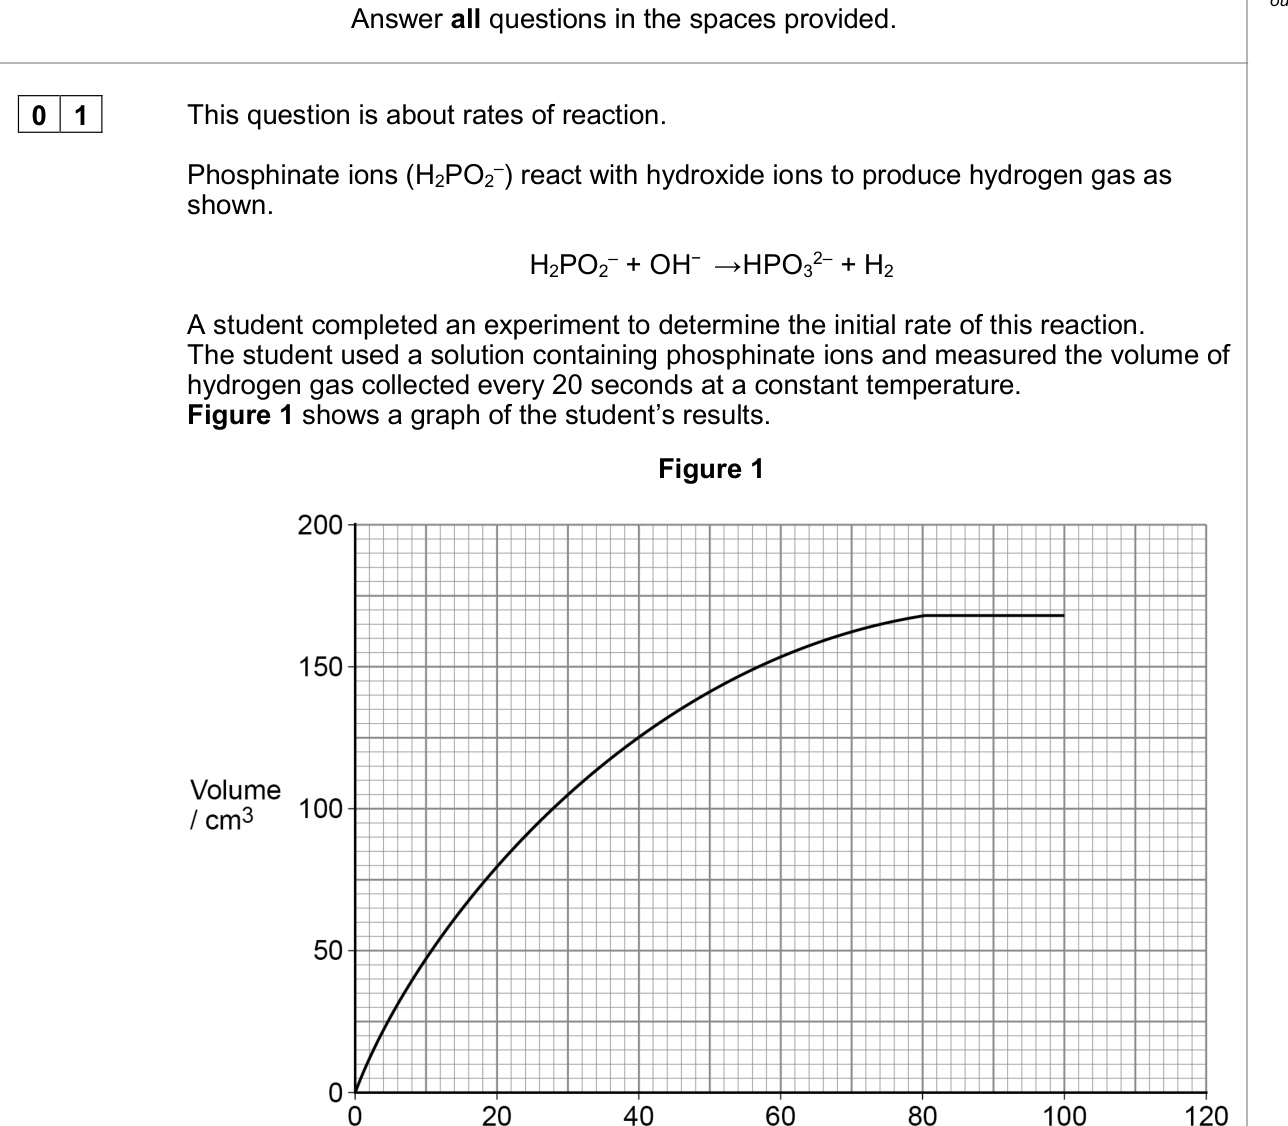 Answer all questions in the spaces provided.
0 1
This question is about rates of reaction.
Phosphinate ions (H₂PO₂⁻) react with hydroxide ions to produce hydrogen gas as
shown.
H₂PO₂⁻ + OH⁻ →HPO₃²⁻ + H₂
A student completed an experiment to determine the initial rate of this reaction.
The student used a solution containing phosphinate ions and measured the volume of
hydrogen gas collected every 20 seconds at a constant temperature.
Figure 1 shows a graph of the student’s results.
Figure 1
200
150
Volume
/ cm³
100
50
0
0 20 40 60 80 100 120